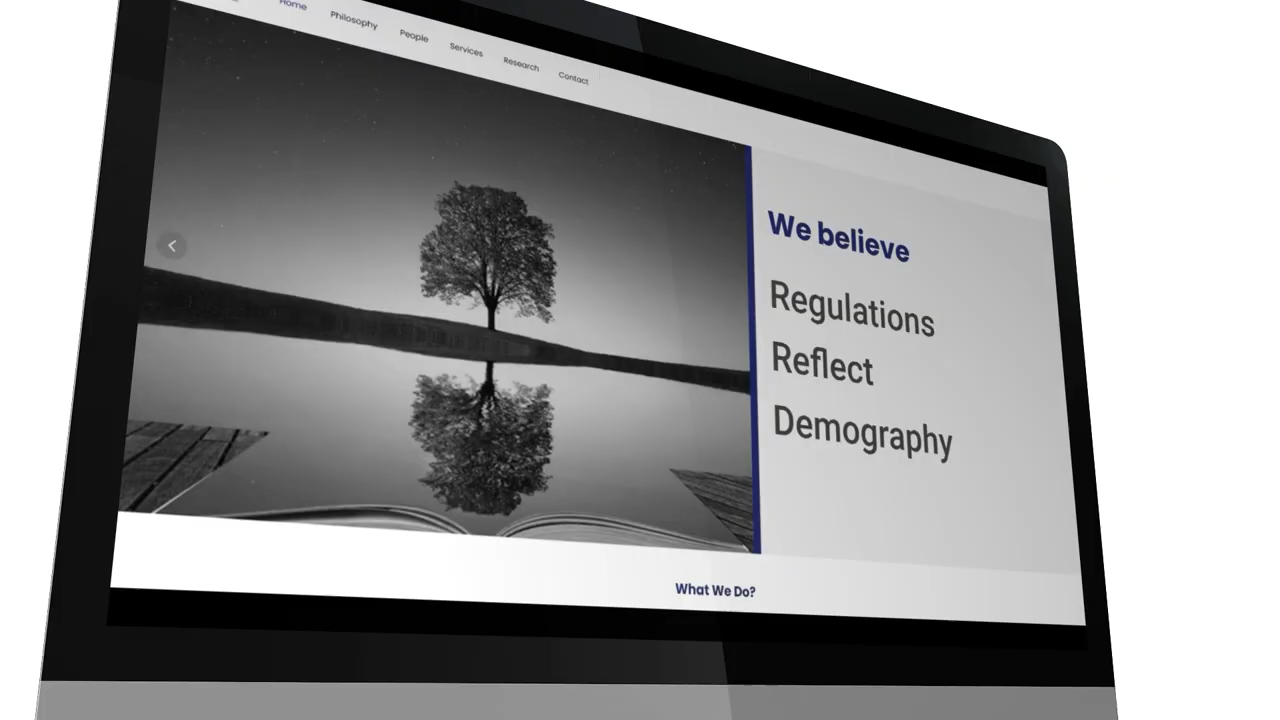 Home
Philosophy
People
Services
Research
Contact
We believe
Regulations
Reflect
Demography
What We Do?